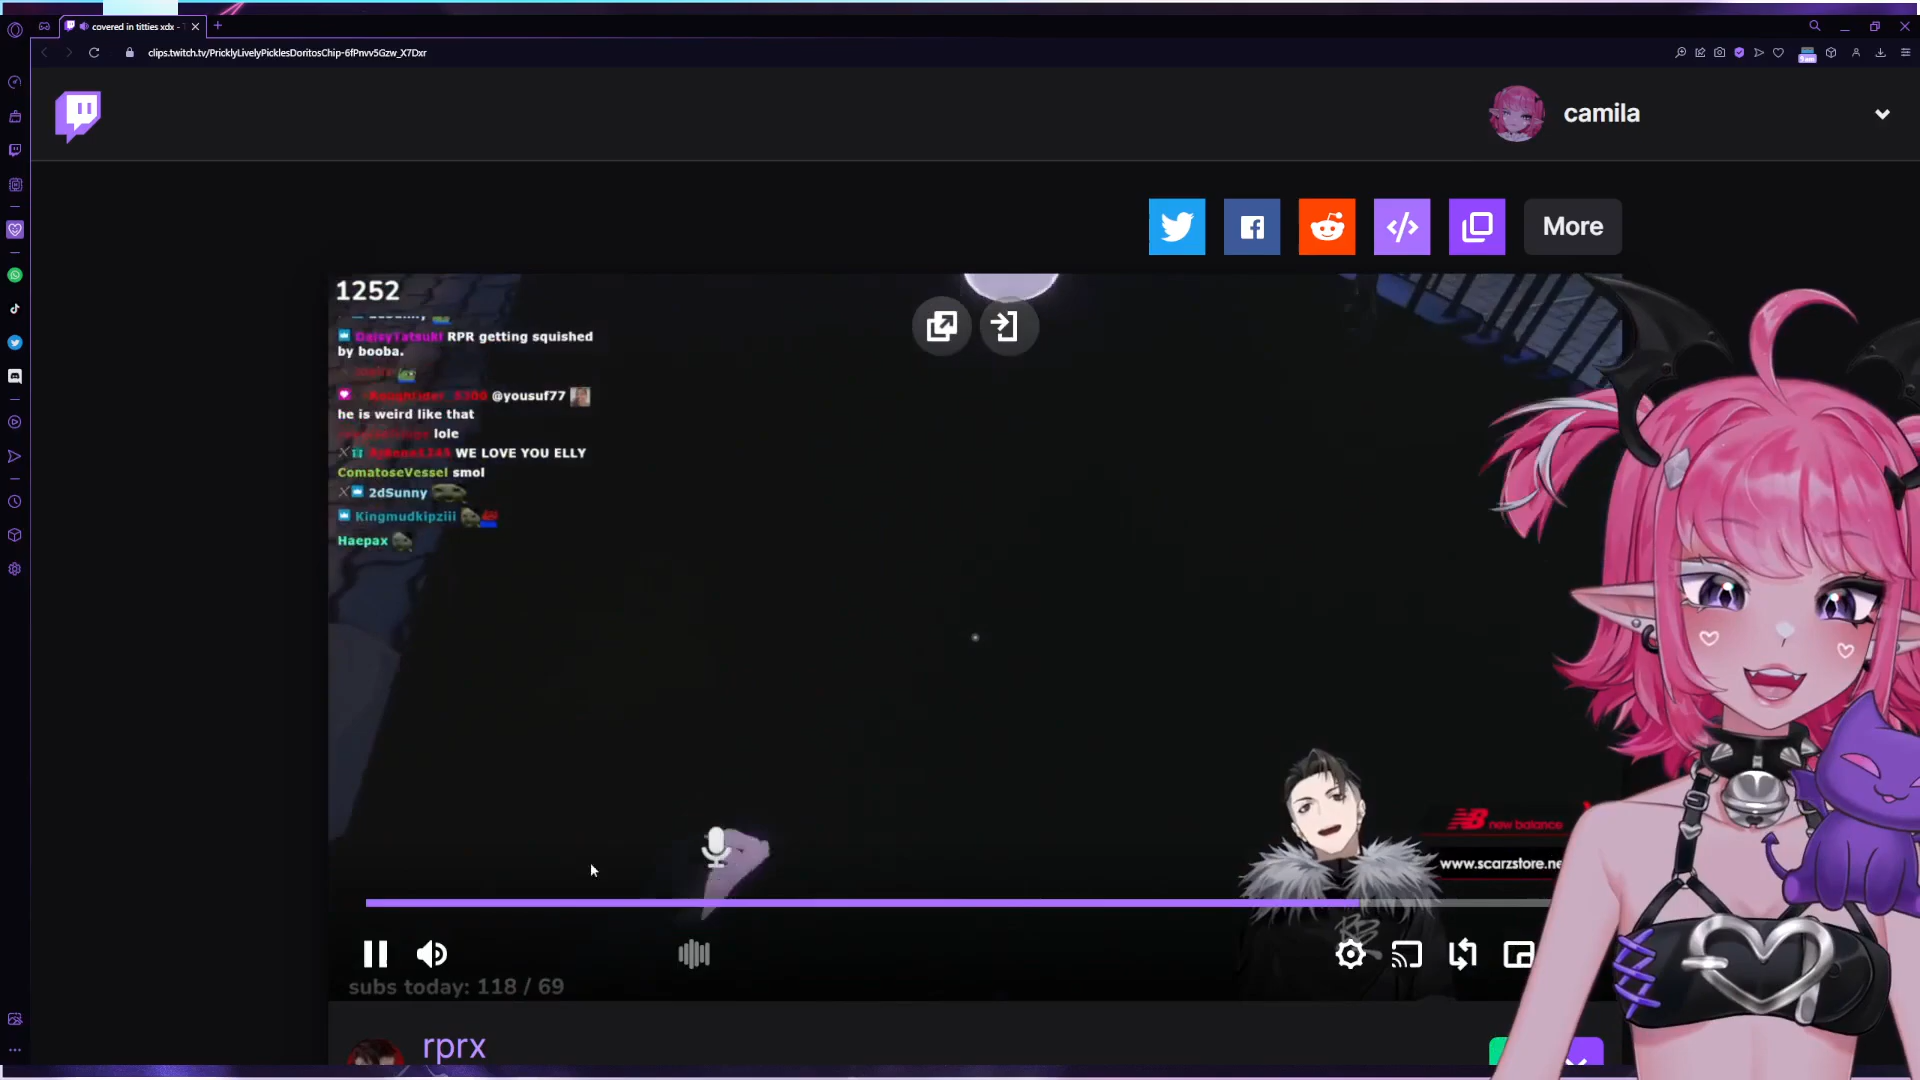 covered in titties xdx -
clips.twitch.tv/PricklyLivelyPicklesDoritosChip-6fPnvv5Gzw_X7Dxr
camila
More
1252
DaisyTatsuki RPR getting squished
by booba.
@yousuf77
he is weird like that
lole
WE LOVE YOU ELLY
ComatoseVessel smol
2dSunny
Kingmudkipziii
Haepax
new balance
www.scarzstore.ne
subs today: 118 / 69
rprx